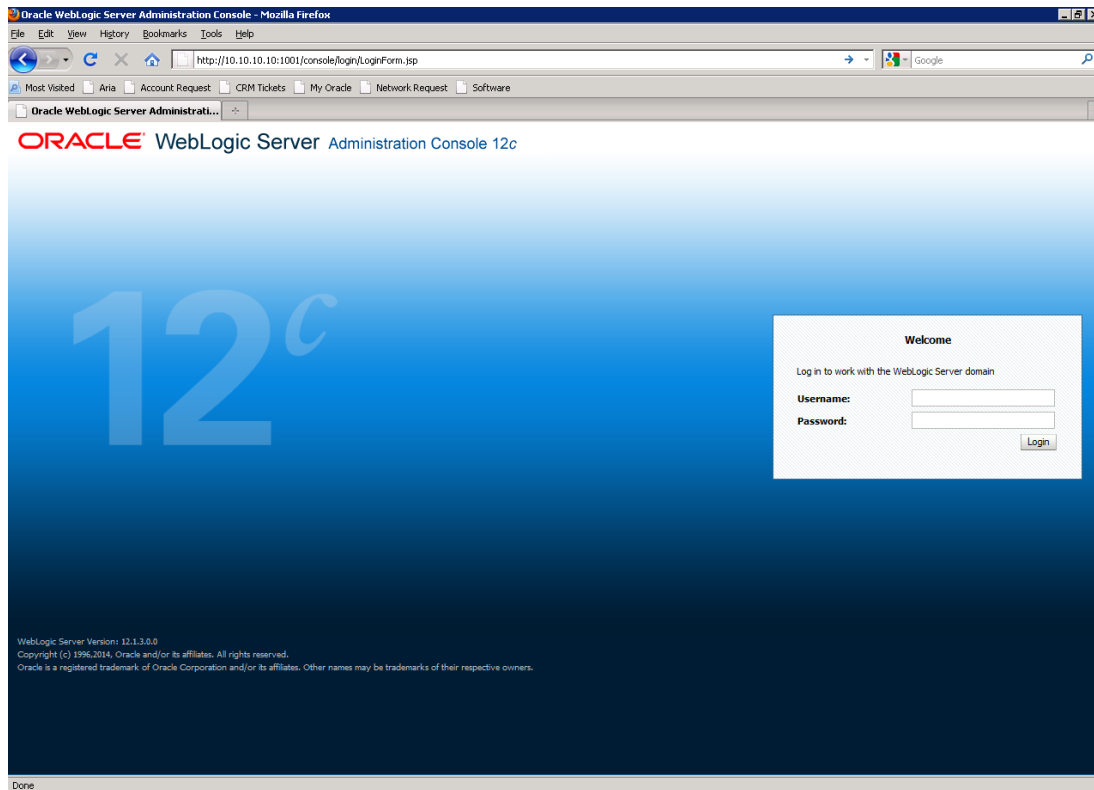 Oracle WebLogic Server Administration Console - Mozilla Firefox
File Edit View History Bookmarks Tools Help
http://10.10.10.10:1001/console/login/LoginForm.jsp
Google
Most Visited Aria Account Request CRM Tickets My Oracle Network Request Software
Oracle WebLogic Server Administrati...
ORACLE WebLogic Server Administration Console 12c
12c
Welcome
Log in to work with the WebLogic Server domain
Username:
Password:
Login
WebLogic Server Version: 12.1.3.0.0
Copyright (c) 1996,2014, Oracle and/or its affiliates. All rights reserved.
Oracle is a registered trademark of Oracle Corporation and/or its affiliates. Other names may be trademarks of their respective owners.
Done